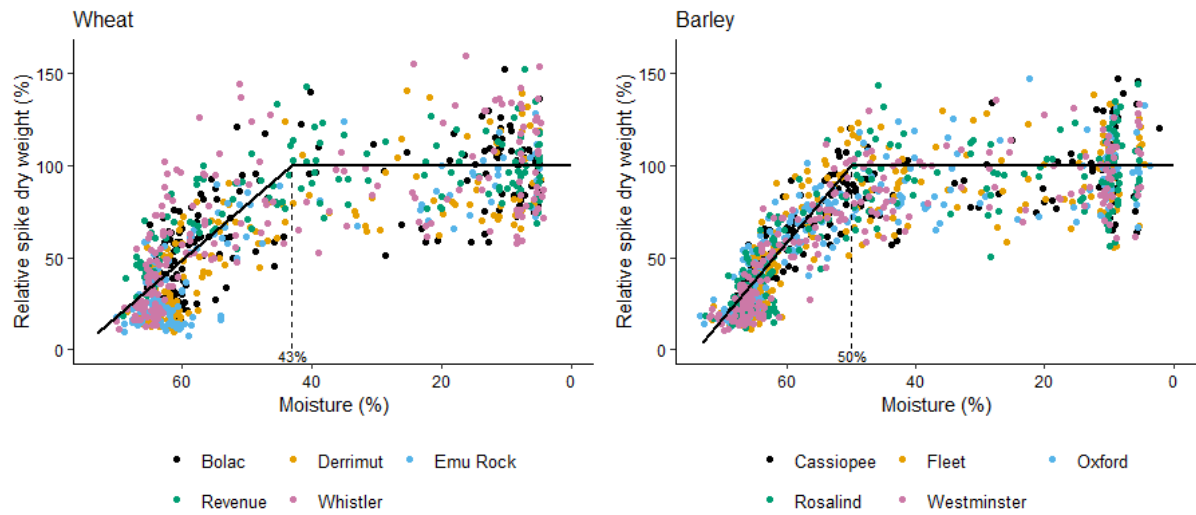 Wheat
Relative spike dry weight (%)
150
100
50
0
43%
60 40 20 0
Moisture (%)
Bolac Derrimut Emu Rock
Revenue Whistler
Barley
Relative spike dry weight (%)
150
100
50
0
50%
60 40 20 0
Moisture (%)
Cassiopee Fleet Oxford
Rosalind Westminster